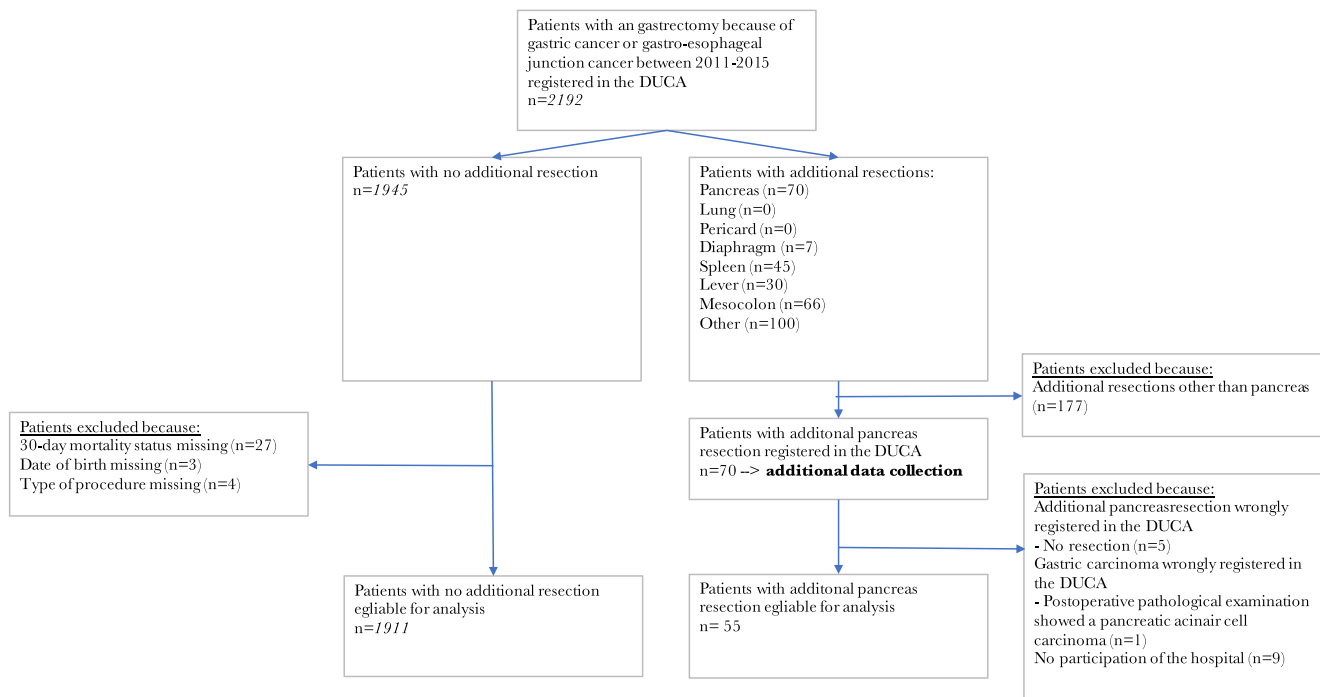 Patients with an gastrectomy because of
gastric cancer or gastro-esophageal
junction cancer between 2011-2015
registered in the DUCA
n=2192
Patients with no additional resection
n=1945
Patients with additional resections:
Pancreas (n=70)
Lung (n=0)
Pericard (n=0)
Diaphragm (n=7)
Spleen (n=45)
Lever (n=30)
Mesocolon (n=66)
Other (n=100)
Patients excluded because:
Additional resections other than pancreas
(n=177)
Patients excluded because:
30-day mortality status missing (n=27)
Date of birth missing (n=3)
Type of procedure missing (n=4)
Patients with additonal pancreas
resection registered in the DUCA
n=70 --> additional data collection
Patients excluded because:
Additional pancreasresection wrongly
registered in the DUCA
- No resection (n=5)
Gastric carcinoma wrongly registered in
the DUCA
- Postoperative pathological examination
showed a pancreatic acinair cell
carcinoma (n=1)
No participation of the hospital (n=9)
Patients with no additional resection
egliable for analysis
n=1911
Patients with additonal pancreas
resection egliable for analysis
n= 55